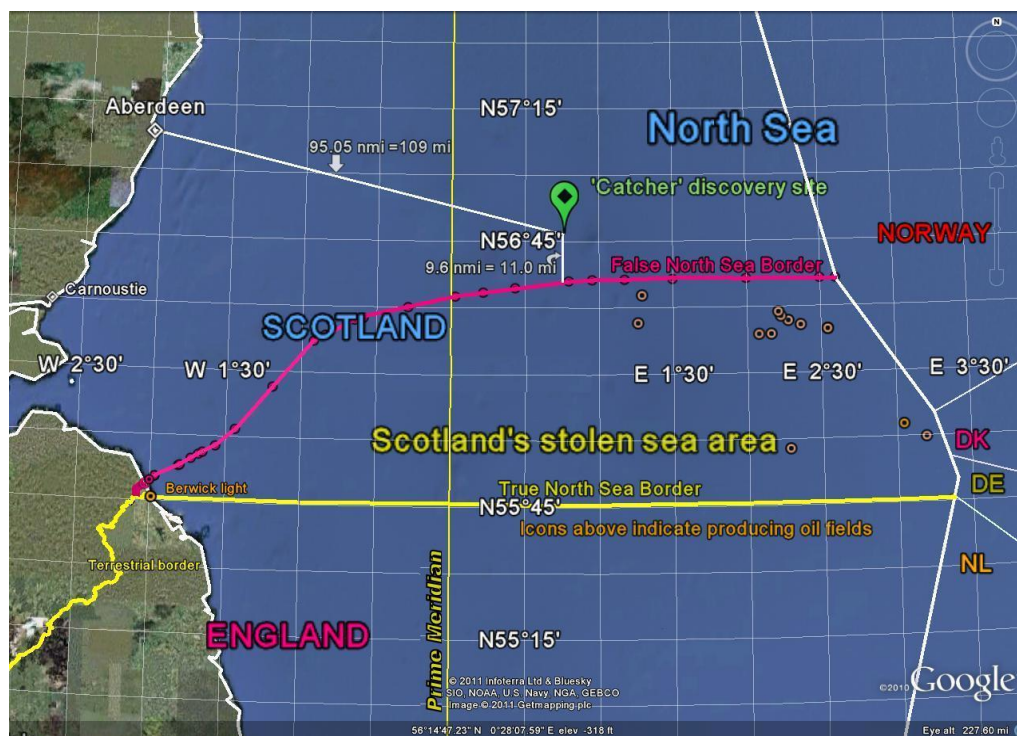 N
Aberdeen
N57°15'
North Sea
95.05 nmi =109 mi
'Catcher' discovery site
N56°45'
NORWAY
9.6 nmi = 11.0 mi
False North Sea Border
Carnoustie
SCOTLAND
W 2°30'
W 1°30'
E 1°30'
E 2°30'
E 3°30'
Scotland's stolen sea area
DK
Berwick light
True North Sea Border
DE
N55°45'
Icons above indicate producing oil fields
Terrestrial border
NL
Prime Meridian
ENGLAND
N55°15'
© 2011 Infoterra Ltd & Bluesky
SIO, NOAA, U.S. Navy, NGA, GEBCO
Image © 2011 Getmapping plc
©2010 Google
56°14'47.23" N 0°28'07.59" E elev -318 ft
Eye alt 227.60 mi